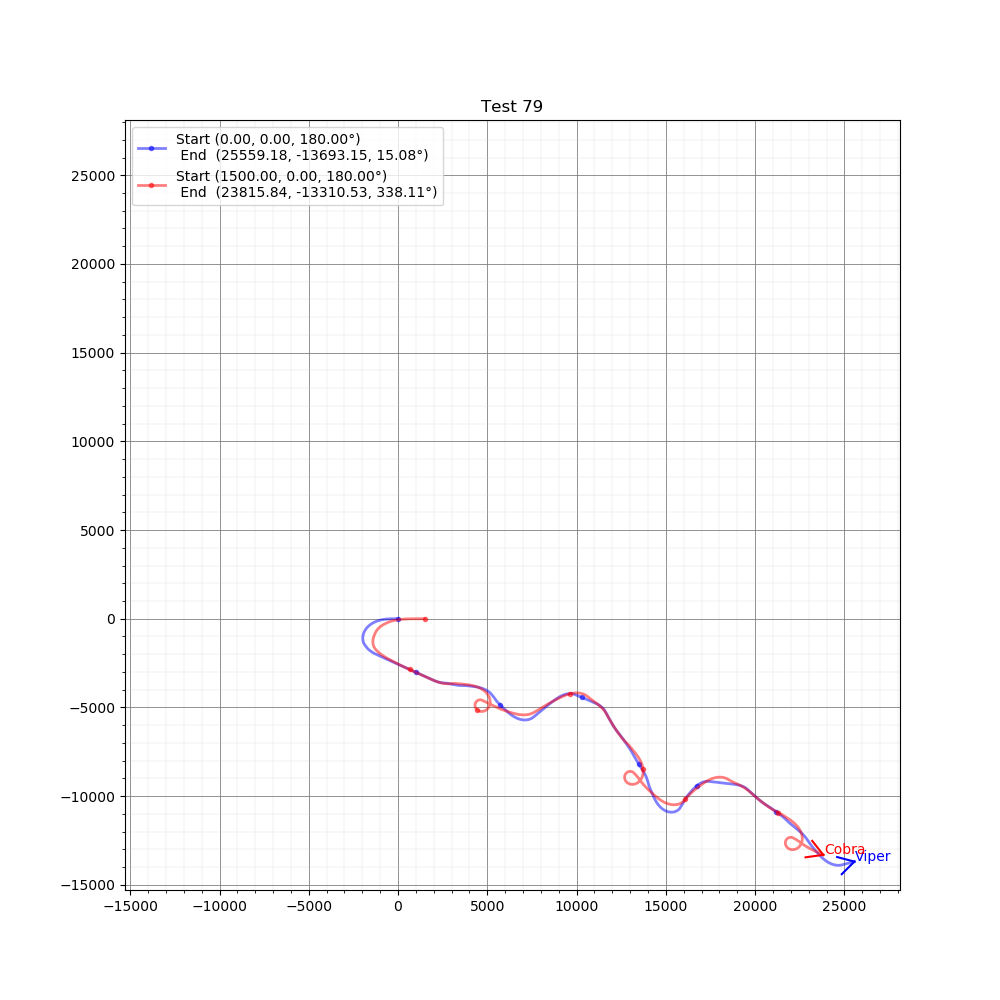 Test 79
Start (0.00, 0.00, 180.00°)
End  (25559.18, -13693.15, 15.08°)
Start (1500.00, 0.00, 180.00°)
End  (23815.84, -13310.53, 338.11°)
25000
20000
15000
10000
5000
0
−5000
−10000
−15000
Cobra
Viper
−15000 −10000 −5000 0 5000 10000 15000 20000 25000